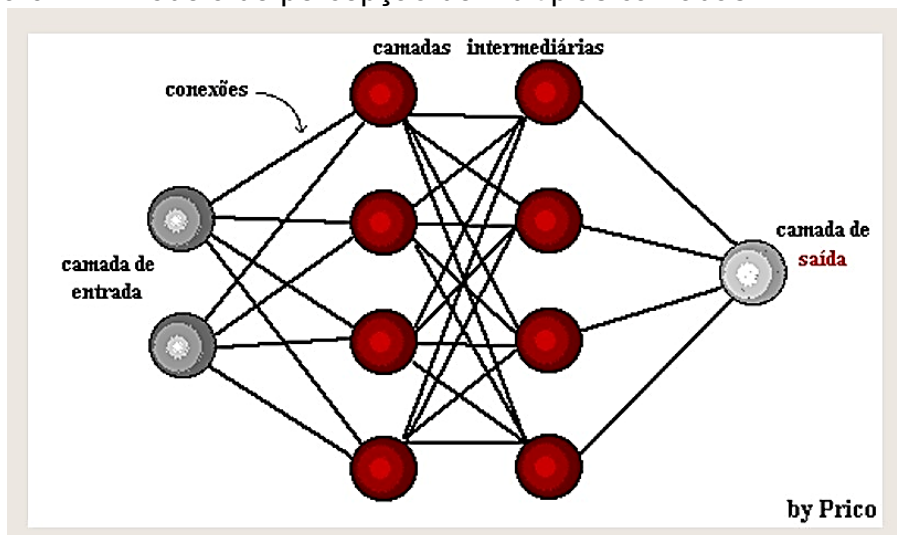 camadas intermediárias
conexões
camada de
entrada
camada de
saída
by Prico